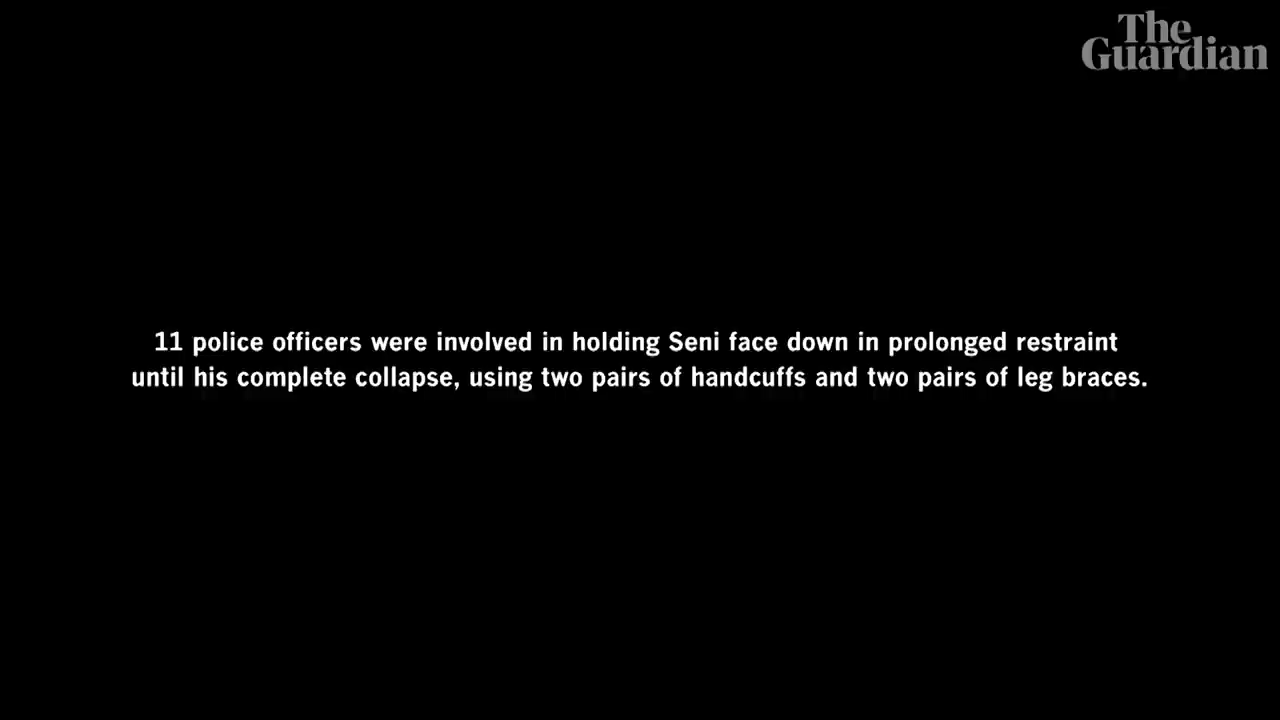 The
Guardian
11 police officers were involved in holding Seni face down in prolonged restraint
until his complete collapse, using two pairs of handcuffs and two pairs of leg braces.